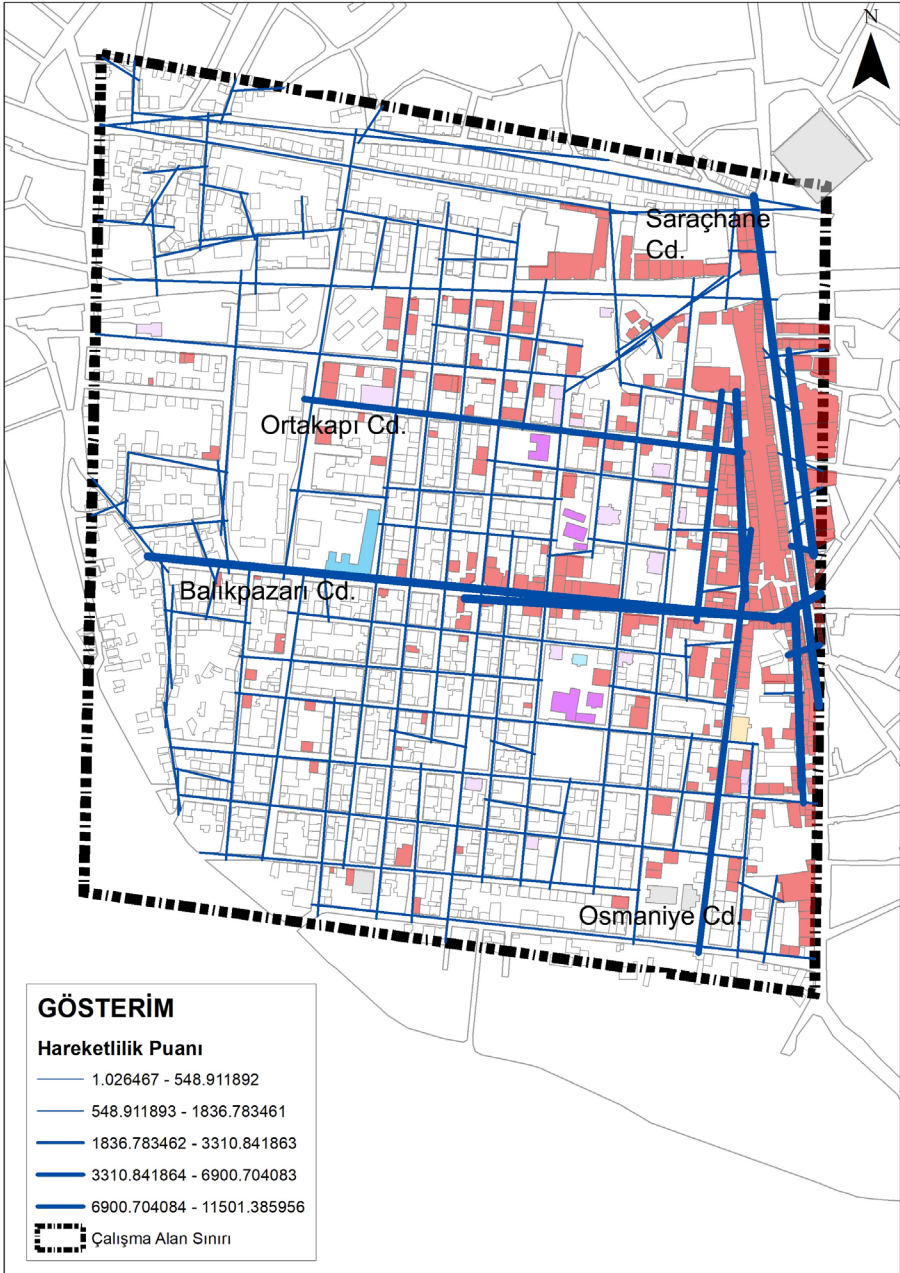 N
Saraçhane
Cd.
Ortakapı Cd.
Balıkpazarı Cd.
Osmaniye Cd.
GÖSTERİM
Hareketlilik Puanı
1.026467 - 548.911892
548.911893 - 1836.783461
1836.783462 - 3310.841863
3310.841864 - 6900.704083
6900.704084 - 11501.385956
Çalışma Alan Sınırı